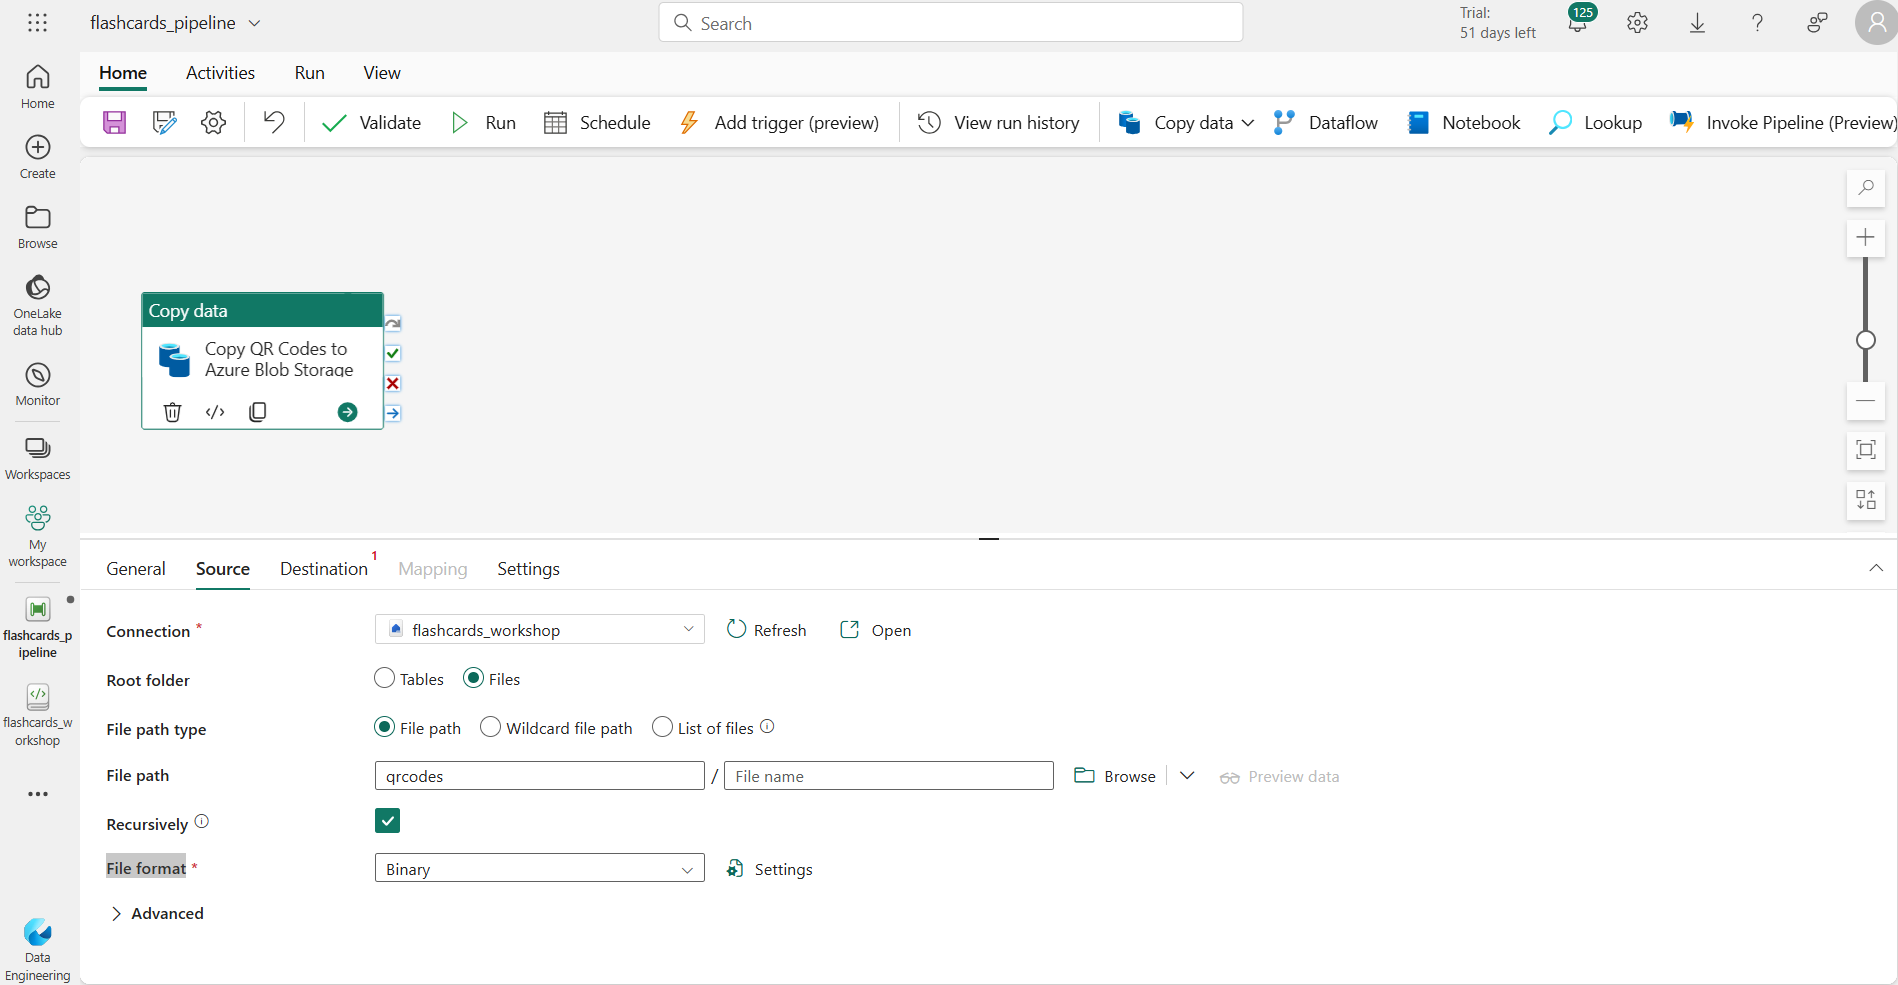 flashcards_pipeline
Search
Trial:
51 days left
125
Home
Activities
Run
View
Validate
Run
Schedule
Add trigger (preview)
View run history
Copy data
Dataflow
Notebook
Lookup
Invoke Pipeline (Preview)
Home
Create
Browse
OneLake
data hub
Monitor
Workspaces
My
workspace
flashcards_p
ipeline
flashcards_w
orkshop
Data
Engineering
Copy data
Copy QR Codes to
Azure Blob Storage
General
Source
Destination
1
Mapping
Settings
Connection *
flashcards_workshop
Refresh
Open
Root folder
Tables
Files
File path type
File path
Wildcard file path
List of files
File path
qrcodes
/
File name
Browse
Preview data
Recursively
File format *
Binary
Settings
Advanced